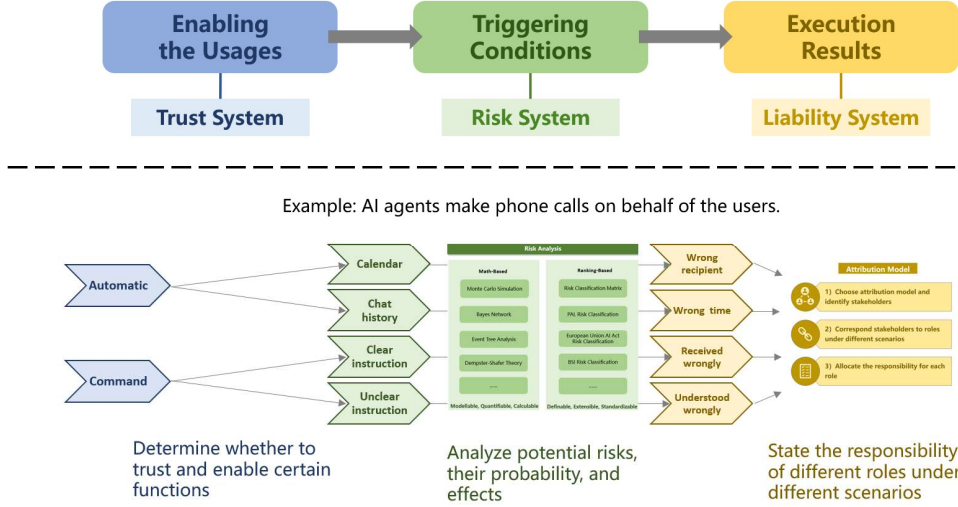 Enabling
the Usages
Triggering
Conditions
Execution
Results
Trust System
Risk System
Liability System
Example: AI agents make phone calls on behalf of the users.
Automatic
Command
Calendar
Chat
history
Clear
instruction
Unclear
instruction
Risk Analysis
Math-Based
Monte Carlo Simulation
Bayes Network
Event Tree Analysis
Dempster-Shafer Theory
......
Modellable, Quantifiable, Calculable
Ranking-Based
Risk Classification Matrix
PAL Risk Classification
European Union AI Act
Risk Classification
BSI Risk Classification
......
Definable, Extensible, Standardizable
Wrong
recipient
Wrong time
Received
wrongly
Understood
wrongly
Attribution Model
1) Choose attribution model and
identify stakeholders
2) Correspond stakeholders to roles
under different scenarios
3) Allocate the responsibility for each
role
Determine whether to
trust and enable certain
functions
Analyze potential risks,
their probability, and
effects
State the responsibility
of different roles under
different scenarios